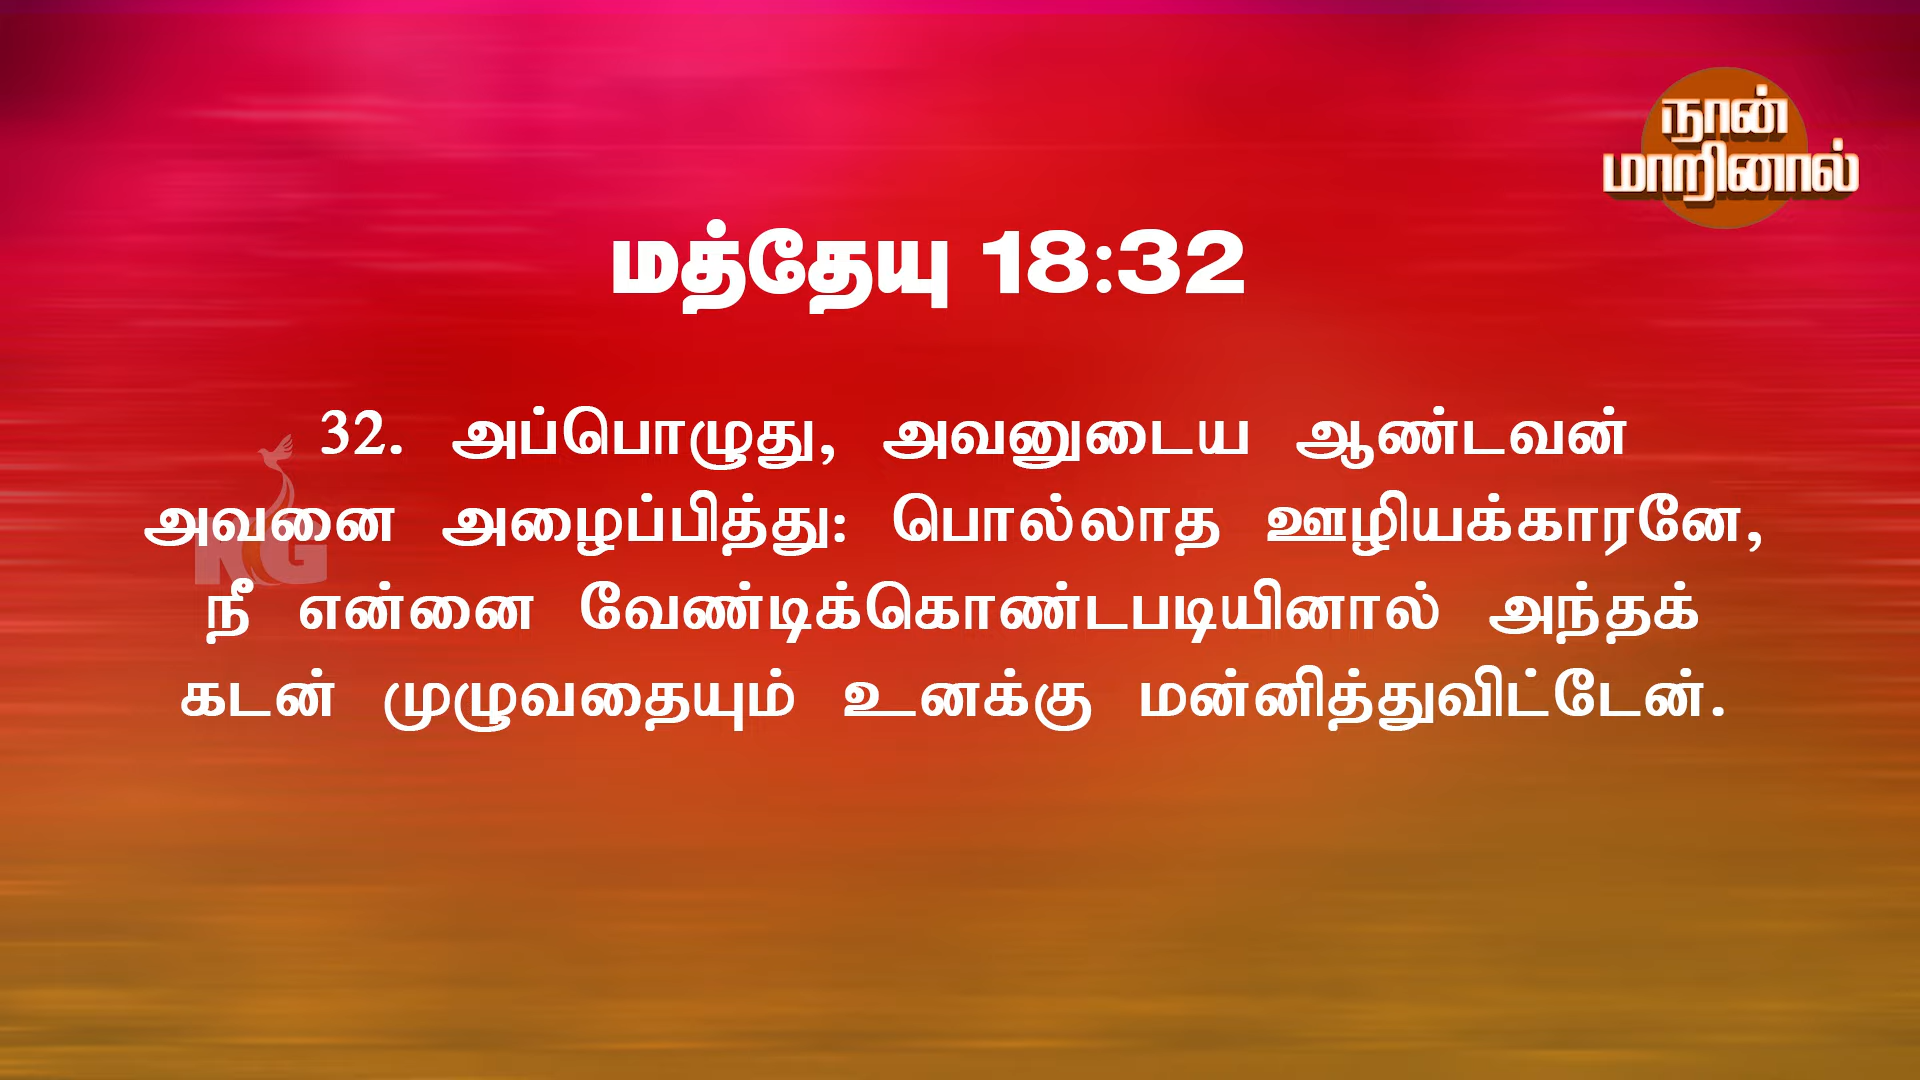 நான்
மாறினால்
மத்தேயு 18:32
32. அப்பொழுது, அவனுடைய ஆண்டவன்
அவனை அழைப்பித்து: பொல்லாத ஊழியக்காரனே,
நீ என்னை வேண்டிக்கொண்டபடியினால் அந்தக்
கடன் முழுவதையும் உனக்கு மன்னித்துவிட்டேன்.
KG